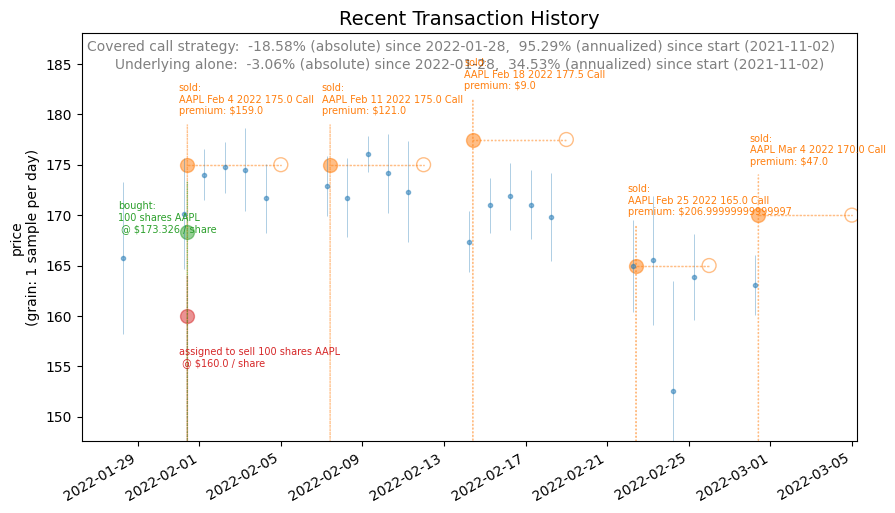 Recent Transaction History
Covered call strategy:  -18.58% (absolute) since 2022-01-28,  95.29% (annualized) since start (2021-11-02)
Underlying alone:  -3.06% (absolute) since 2022-01-28,  34.53% (annualized) since start (2021-11-02)
sold:
AAPL Feb 4 2022 175.0 Call
premium: $159.0
sold:
AAPL Feb 11 2022 175.0 Call
premium: $121.0
sold:
AAPL Feb 18 2022 177.5 Call
premium: $9.0
sold:
AAPL Feb 25 2022 165.0 Call
premium: $206.99999999999997
sold:
AAPL Mar 4 2022 170.0 Call
premium: $47.0
bought:
100 shares AAPL
@ $173.326 / share
assigned to sell 100 shares AAPL
@ $160.0 / share
price
(grain: 1 sample per day)
185
180
175
170
165
160
155
150
2022-01-29
2022-02-01
2022-02-05
2022-02-09
2022-02-13
2022-02-17
2022-02-21
2022-02-25
2022-03-01
2022-03-05